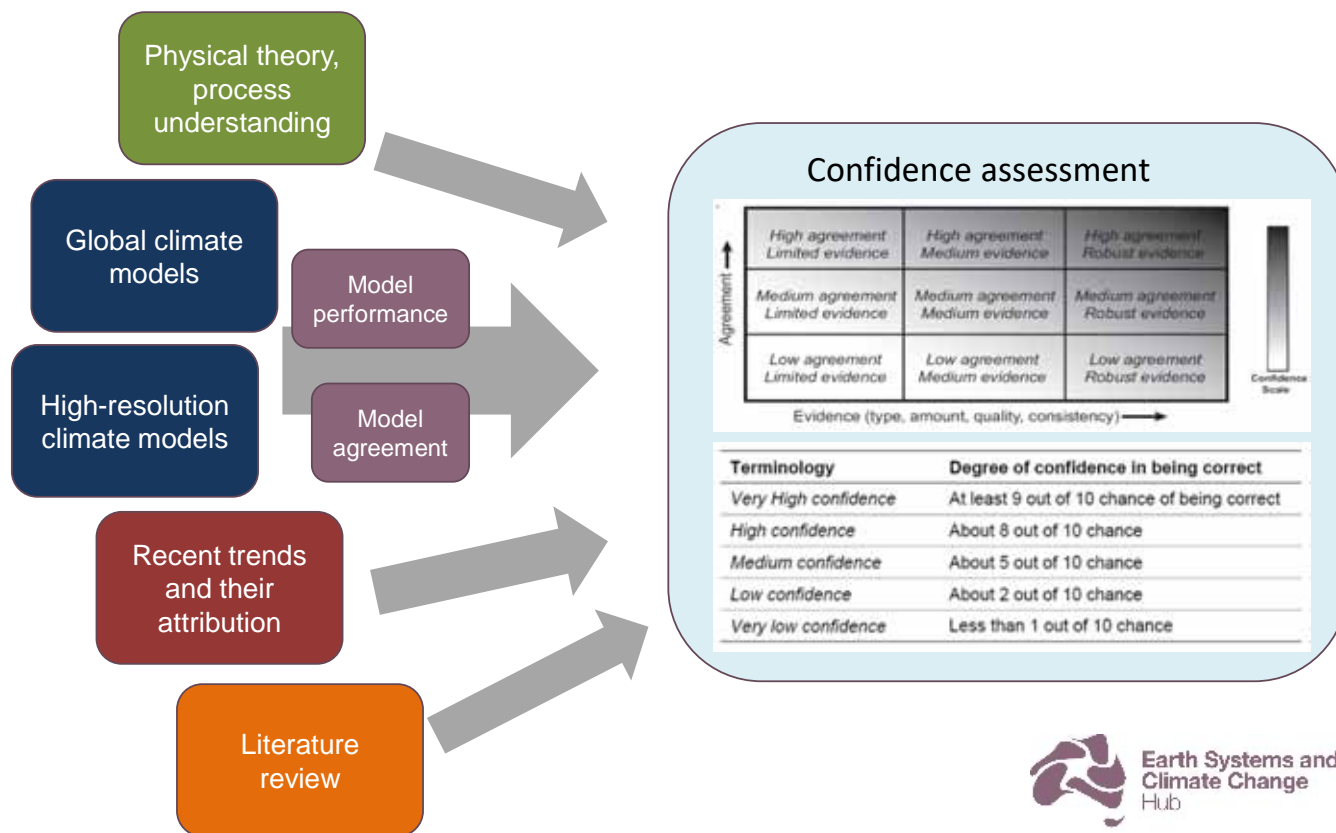 Physical theory,
process
understanding
Global climate
models
High-resolution
climate models
Model
performance
Model
agreement
Recent trends
and their
attribution
Literature
review
Confidence assessment
Agreement
High agreement
Limited evidence
High agreement
Medium evidence
High agreement
Robust evidence
Medium agreement
Limited evidence
Medium agreement
Medium evidence
Medium agreement
Robust evidence
Low agreement
Limited evidence
Low agreement
Medium evidence
Low agreement
Robust evidence
Evidence (type, amount, quality, consistency)
Confidence
Scale
Terminology Degree of confidence in being correct
Very High confidence At least 9 out of 10 chance of being correct
High confidence About 8 out of 10 chance
Medium confidence About 5 out of 10 chance
Low confidence About 2 out of 10 chance
Very low confidence Less than 1 out of 10 chance
Earth Systems and
Climate Change
Hub